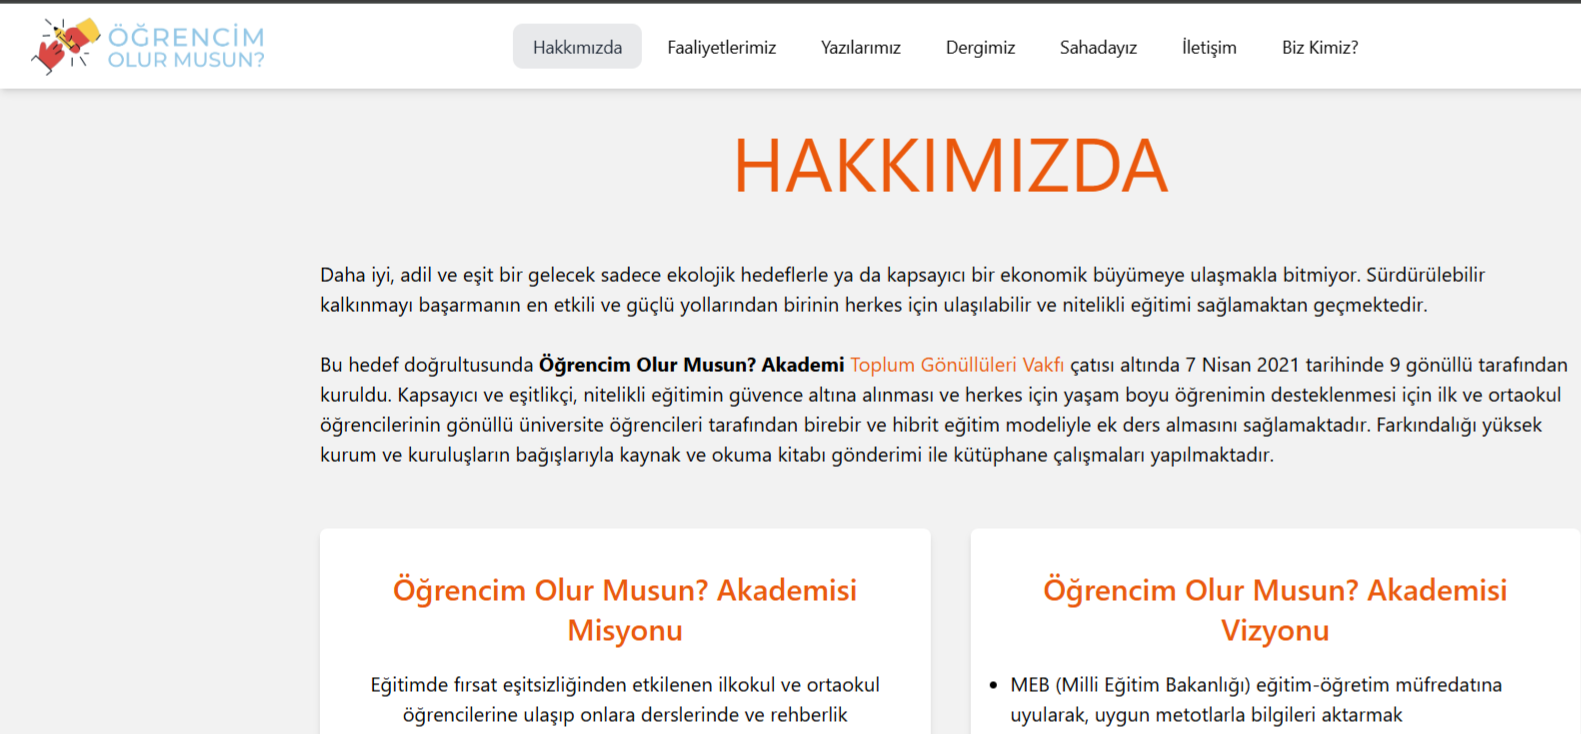 ÖĞRENCİM
OLUR MUSUN?
Hakkımızda
Faaliyetlerimiz
Yazılarımız
Dergimiz
Sahadayız
İletişim
Biz Kimiz?
HAKKIMIZDA
Daha iyi, adil ve eşit bir gelecek sadece ekolojik hedeflerle ya da kapsayıcı bir ekonomik büyümeye ulaşmakla bitmiyor. Sürdürülebilir
kalkınmayı başarmanın en etkili ve güçlü yollarından birinin herkes için ulaşılabilir ve nitelikli eğitimi sağlamaktan geçmektedir.
Bu hedef doğrultusunda Öğrencim Olur Musun? Akademi Toplum Gönüllüleri Vakfı çatısı altında 7 Nisan 2021 tarihinde 9 gönüllü tarafından
kuruldu. Kapsayıcı ve eşitlikçi, nitelikli eğitimin güvence altına alınması ve herkes için yaşam boyu öğrenimin desteklenmesi için ilk ve ortaokul
öğrencilerinin gönüllü üniversite öğrencileri tarafından birebir ve hibrit eğitim modeliyle ek ders almasını sağlamaktadır. Farkındalığı yüksek
kurum ve kuruluşların bağışlarıyla kaynak ve okuma kitabı gönderimi ile kütüphane çalışmaları yapılmaktadır.
Öğrencim Olur Musun? Akademisi
Misyonu
Eğitimde fırsat eşitsizliğinden etkilenen ilkokul ve ortaokul
öğrencilerine ulaşıp onlara derslerinde ve rehberlik
Öğrencim Olur Musun? Akademisi
Vizyonu
• MEB (Milli Eğitim Bakanlığı) eğitim-öğretim müfredatına
uyularak, uygun metotlarla bilgileri aktarmak